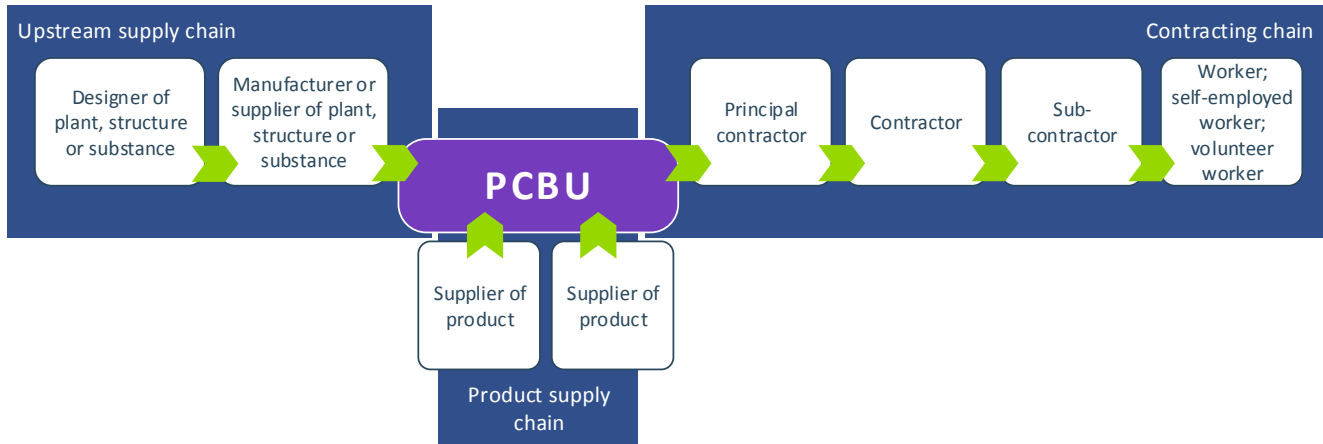 Upstream supply chain
Designer of
plant, structure
or substance
Manufacturer or
supplier of plant,
structure or
substance
PCBU
Supplier of
product
Supplier of
product
Product supply
chain
Contracting chain
Principal
contractor
Contractor
Sub-
contractor
Worker;
self-employed
worker;
volunteer
worker